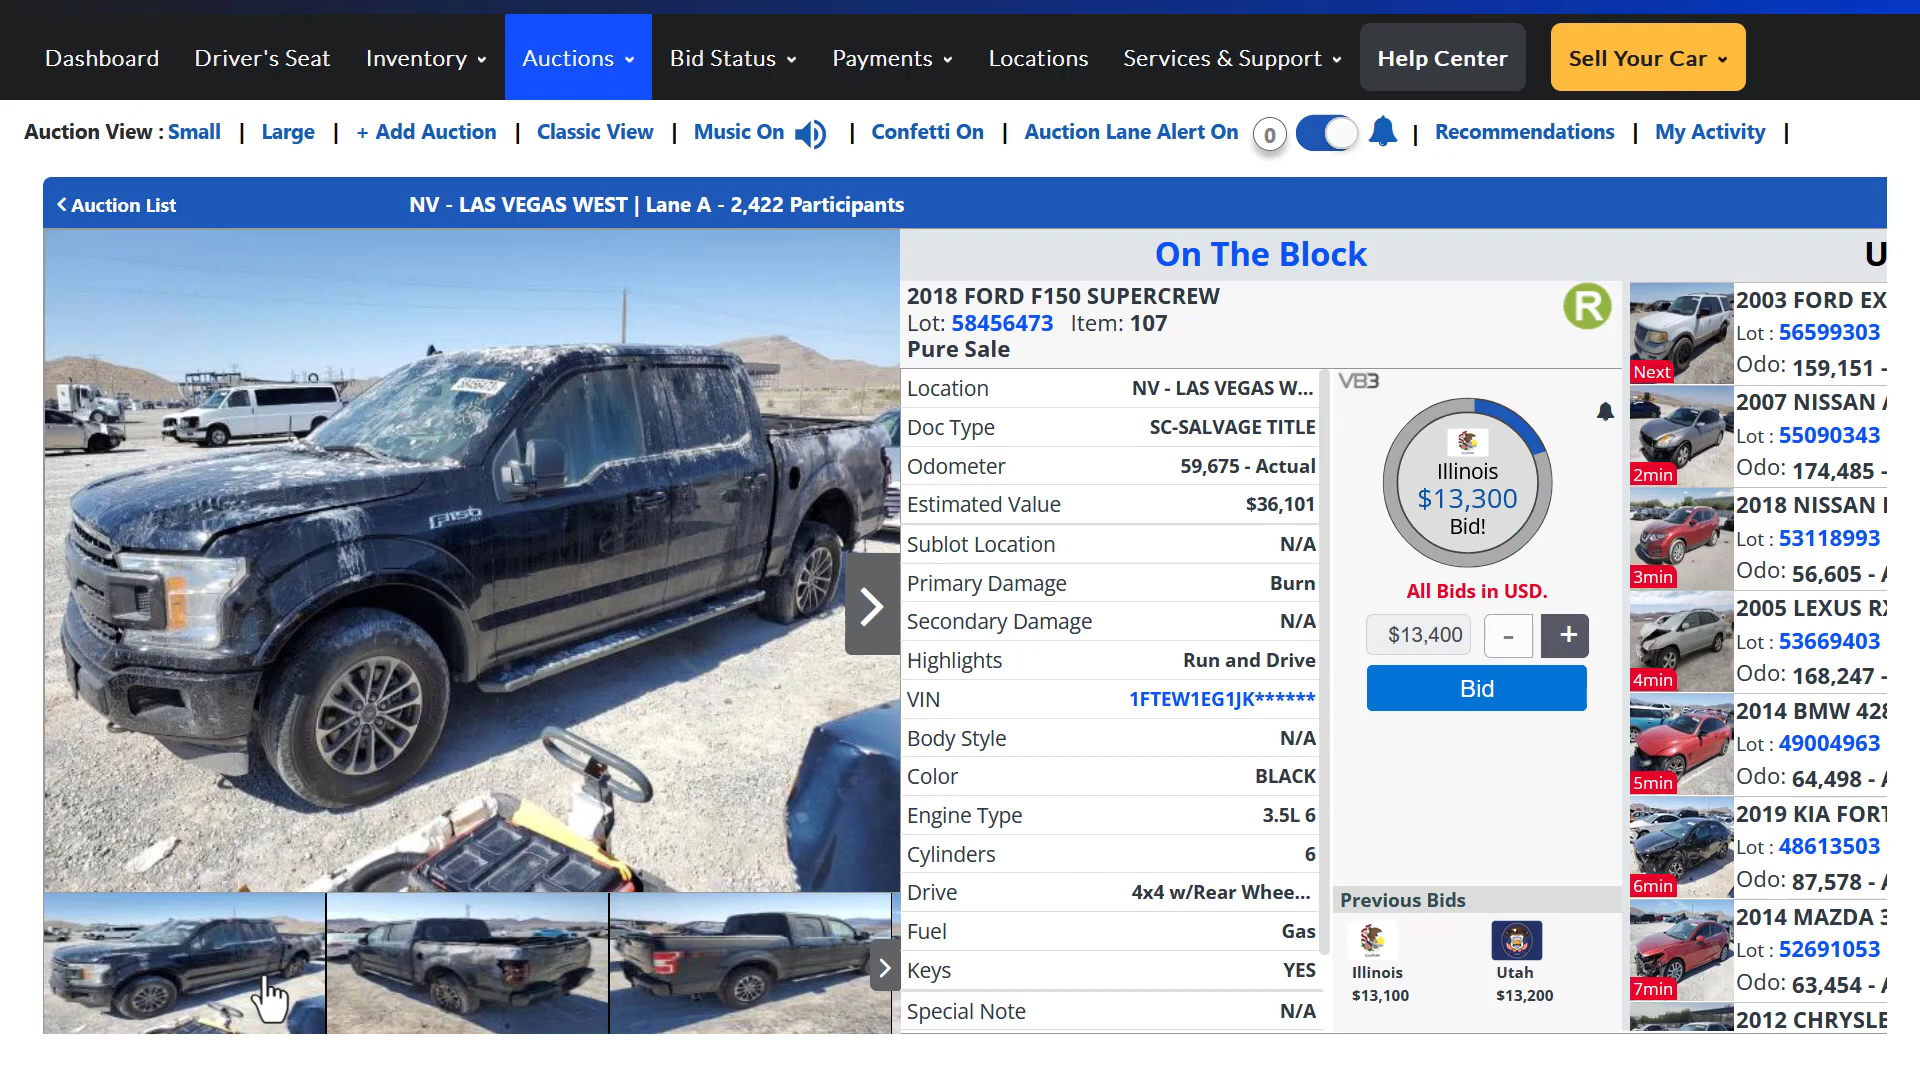 Dashboard Driver's Seat Inventory Auctions Bid Status Payments Locations Services & Support Help Center Sell Your Car
Auction View : Small | Large | + Add Auction | Classic View | Music On | Confetti On | Auction Lane Alert On 0 | Recommendations | My Activity |
Auction List NV - LAS VEGAS WEST | Lane A - 2,422 Participants
On The Block
U
2018 FORD F150 SUPERCREW
Lot: 58456473 Item: 107
Pure Sale
R
Location NV - LAS VEGAS W...
Doc Type SC-SALVAGE TITLE
Odometer 59,675 - Actual
Estimated Value $36,101
Sublot Location N/A
Primary Damage Burn
Secondary Damage N/A
Highlights Run and Drive
VIN 1FTEW1EG1JK******
Body Style N/A
Color BLACK
Engine Type 3.5L 6
Cylinders 6
Drive 4x4 w/Rear Whee...
Fuel Gas
Keys YES
Special Note N/A
VB3
Illinois
$13,300
Bid!
All Bids in USD.
$13,400 - +
Bid
Previous Bids
Illinois
$13,100
Utah
$13,200
2003 FORD EX
Lot : 56599303
Odo: 159,151 -
Next
2007 NISSAN A
Lot : 55090343
Odo: 174,485 -
2min
2018 NISSAN
Lot : 53118993
Odo: 56,605 - A
3min
2005 LEXUS RX
Lot : 53669403
Odo: 168,247 -
4min
2014 BMW 428
Lot : 49004963
Odo: 64,498 - A
5min
2019 KIA FORT
Lot : 48613503
Odo: 87,578 - A
6min
2014 MAZDA 3
Lot : 52691053
Odo: 63,454 - A
7min
2012 CHRYSLE
F150
58456473